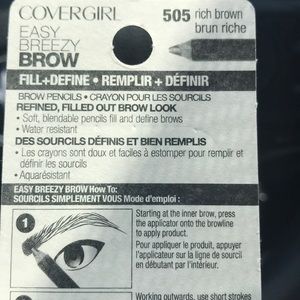 COVERGIRL
505 rich brown
brun riche
EASY
BREEZY
BROW
FILL+DEFINE • REMPLIR + DÉFINIR
BROW PENCILS • CRAYON POUR LES SOURCILS
REFINED, FILLED OUT BROW LOOK
• Soft, blendable pencils fill and define brows
• Water resistant
DES SOURCILS DÉFINIS ET BIEN REMPLIS
• Les crayons sont doux et faciles à estomper pour remplir et
définir les sourcils
• Aquarésistant
EASY BREEZY BROW How To:
SOURCILS SIMPLEMENT VOUS Mode d'emploi :
1
Starting at the inner brow, press
the applicator onto the browline
to apply product.
Pour appliquer le produit, appuyer
l'applicateur sur la ligne de sourcil
en débutant par l'intérieur.
Working outwards, use short strokes